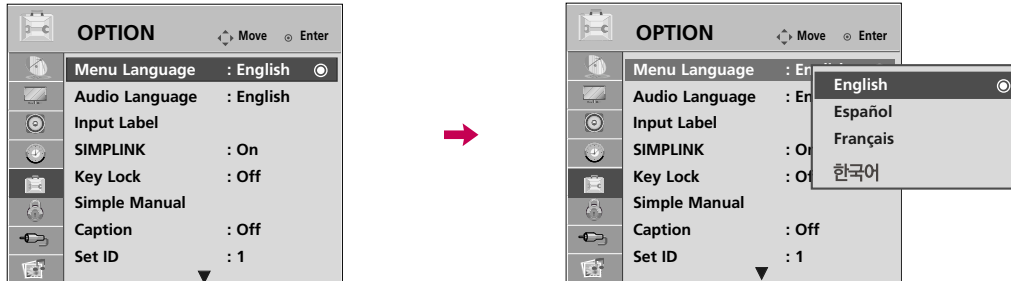 OPTION Move Enter
Menu Language : English
Audio Language : English
Input Label
SIMPLINK : On
Key Lock : Off
Simple Manual
Caption : Off
Set ID : 1
OPTION Move Enter
Menu Language
Audio Language
Input Label
SIMPLINK
Key Lock
Simple Manual
Caption : Off
Set ID : 1
English
Español
Français
한국어